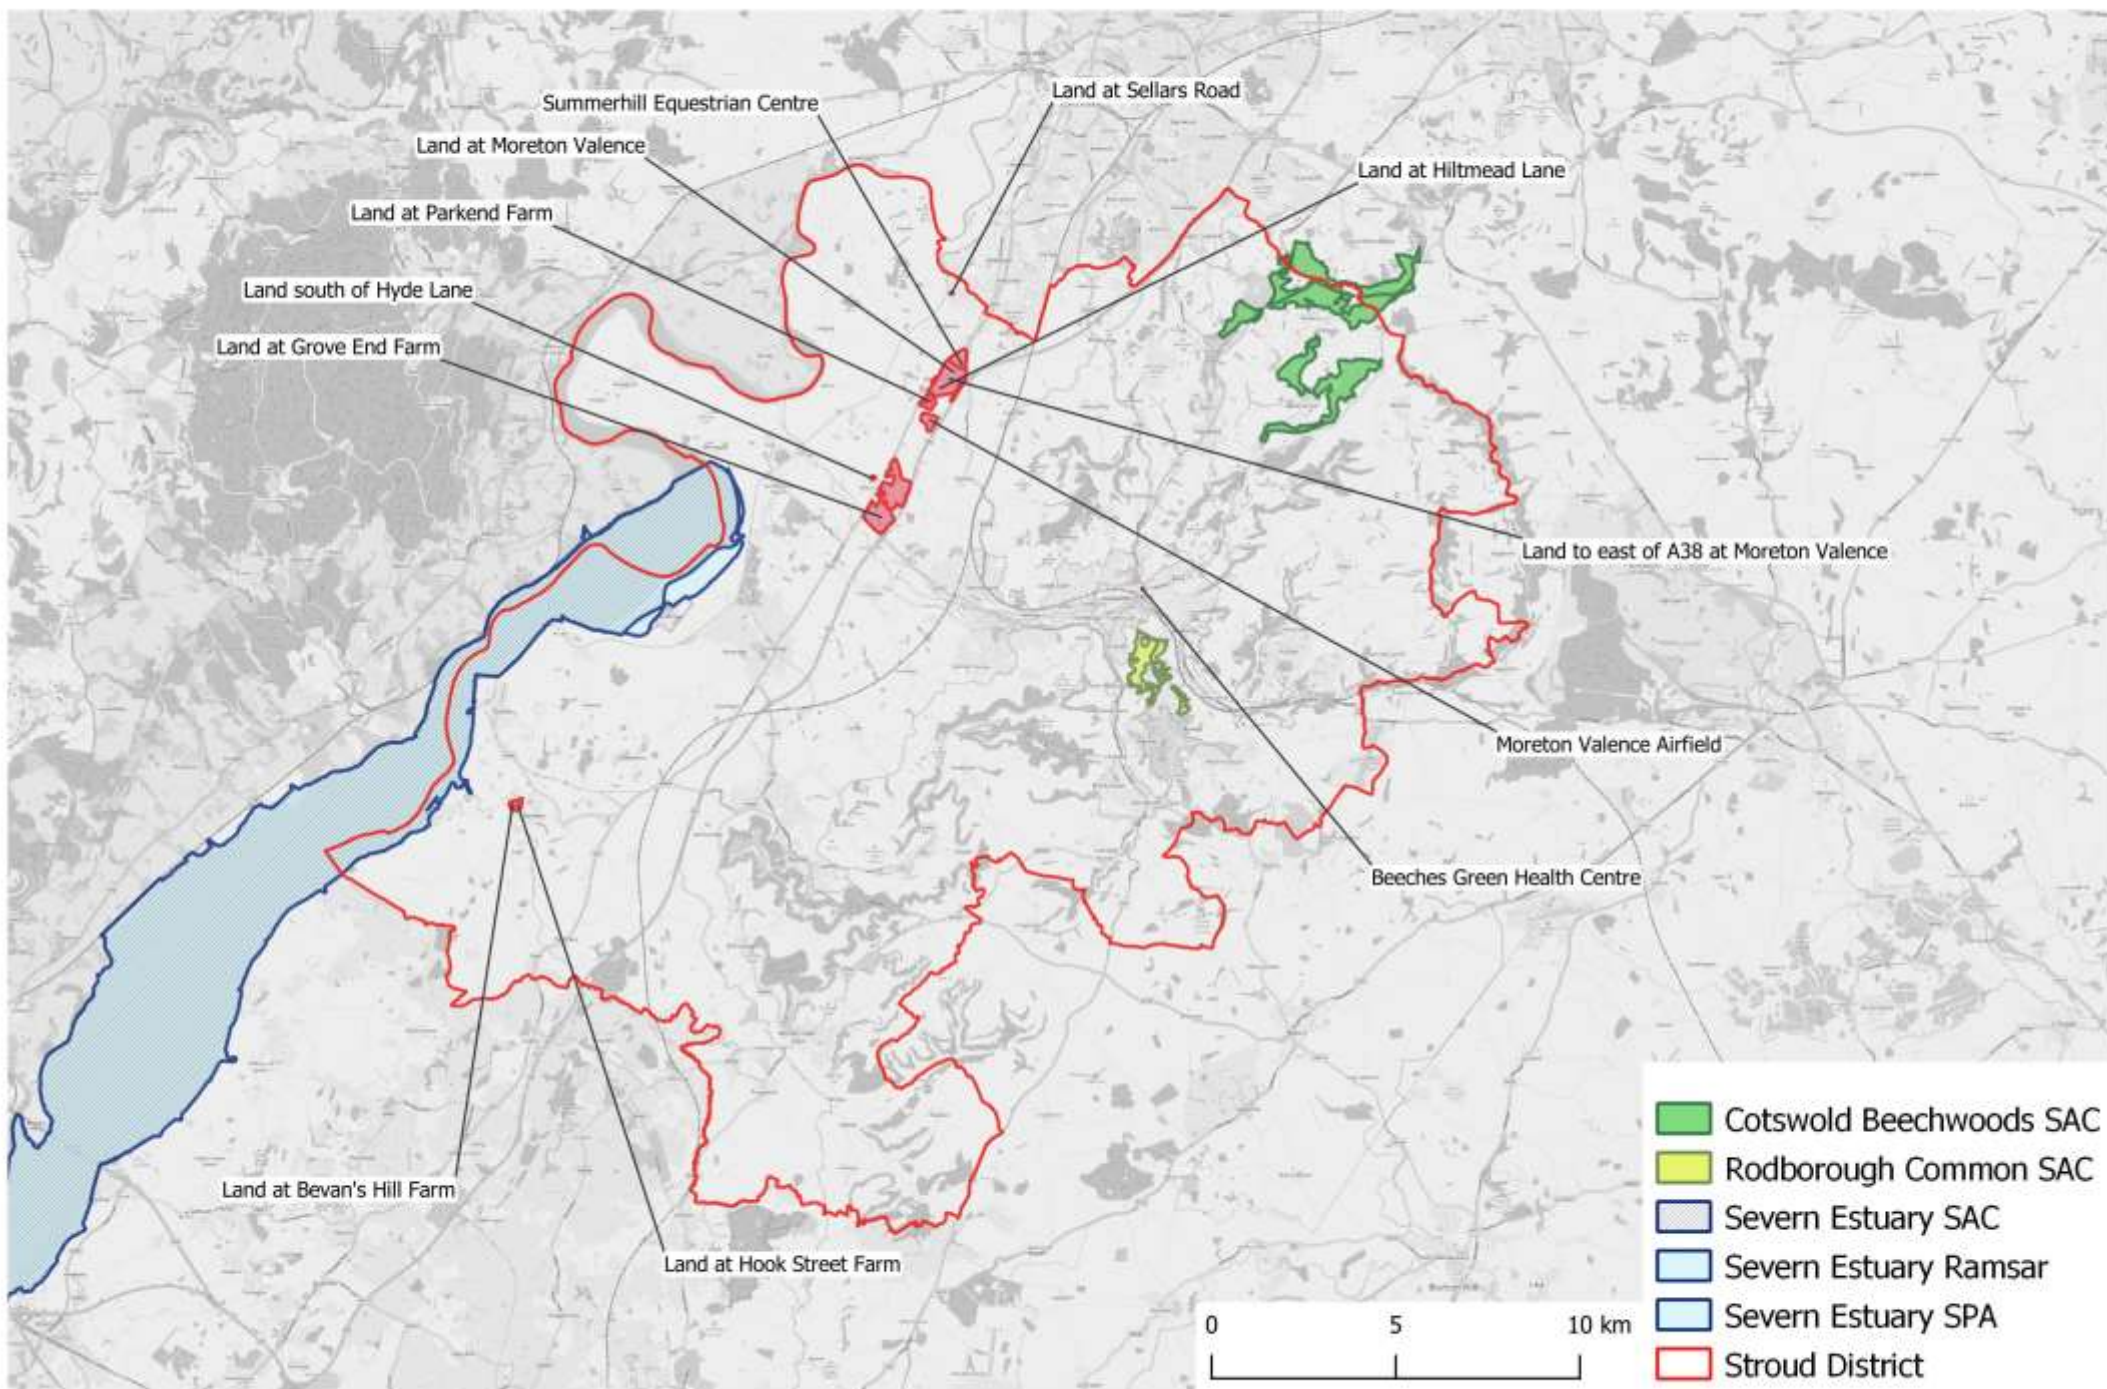 Land at Sellars Road
Summerhill Equestrian Centre
Land at Moreton Valence
Land at Hiltmead Lane
Land at Parkend Farm
Land south of Hyde Lane
Land at Grove End Farm
Land to east of A38 at Moreton Valence
Moreton Valence Airfield
Beeches Green Health Centre
Land at Bevan's Hill Farm
Land at Hook Street Farm
Cotswold Beechwoods SAC
Rodborough Common SAC
Severn Estuary SAC
Severn Estuary Ramsar
Severn Estuary SPA
Stroud District
0 5 10 km